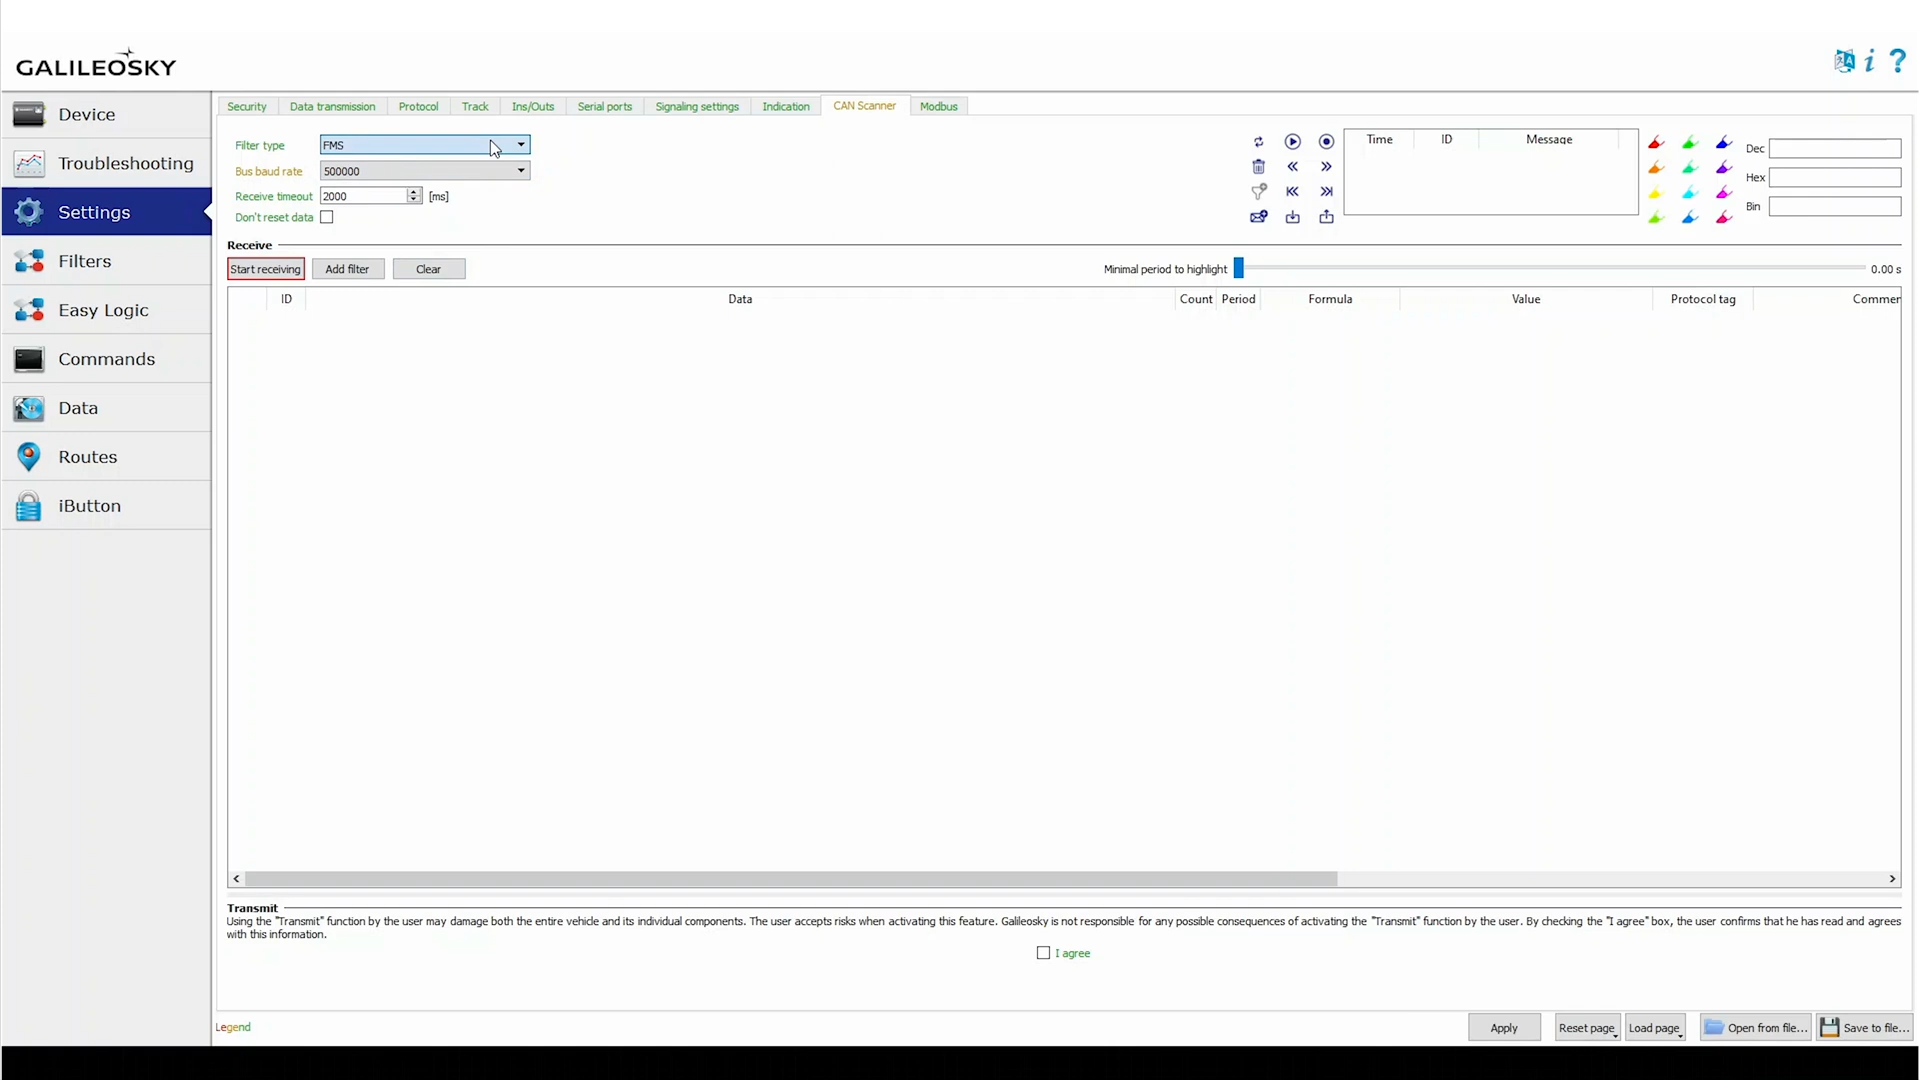 GALILEOSKY
Device
Troubleshooting
Settings
Filters
Easy Logic
Commands
Data
Routes
iButton
Security Data transmission Protocol Track Ins/Outs Serial ports Signaling settings Indication CAN Scanner Modbus
Filter type FMS
Bus baud rate 500000
Receive timeout 2000 [ms]
Don't reset data
Time ID Message
Dec
Hex
Bin
Receive
Start receiving Add filter Clear Minimal period to highlight 0.00 s
ID Data Count Period Formula Value Protocol tag Commer
Transmit
Using the "Transmit" function by the user may damage both the entire vehicle and its individual components. The user accepts risks when activating this feature. Galileosky is not responsible for any possible consequences of activating the "Transmit" function by the user. By checking the "I agree" box, the user confirms that he has read and agrees
with this information.
I agree
Legend
Apply Reset page Load page Open from file... Save to file...